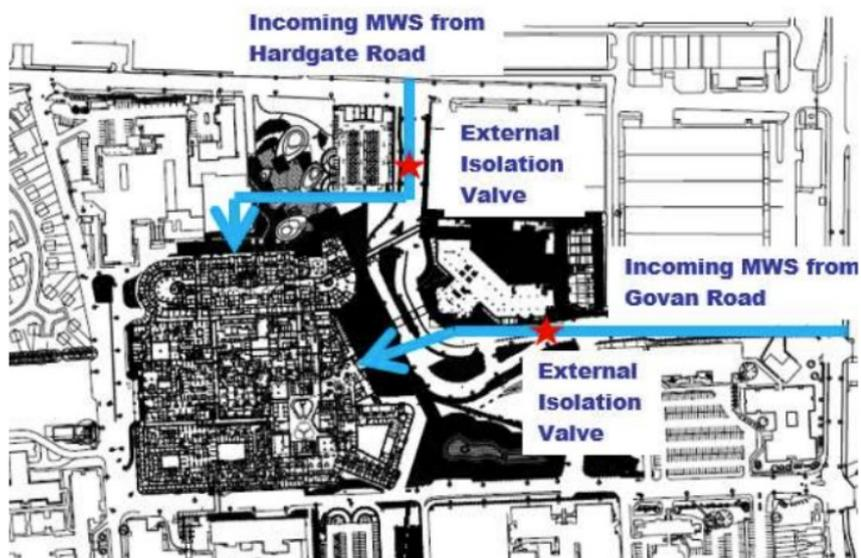 Incoming MWS from
Hardgate Road
External
Isolation
Valve
Incoming MWS from
Govan Road
External
Isolation
Valve